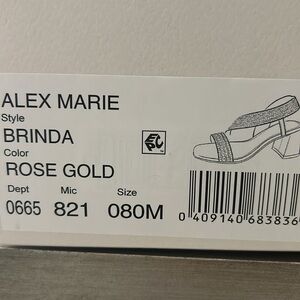 ALEX MARIE
Style
BRINDA
Color
ROSE GOLD
Dept Mic Size
0665 821 080M
0 409140 683836